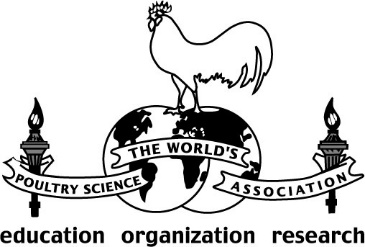 THE WORLD'S
POULTRY SCIENCE ASSOCIATION
education organization research